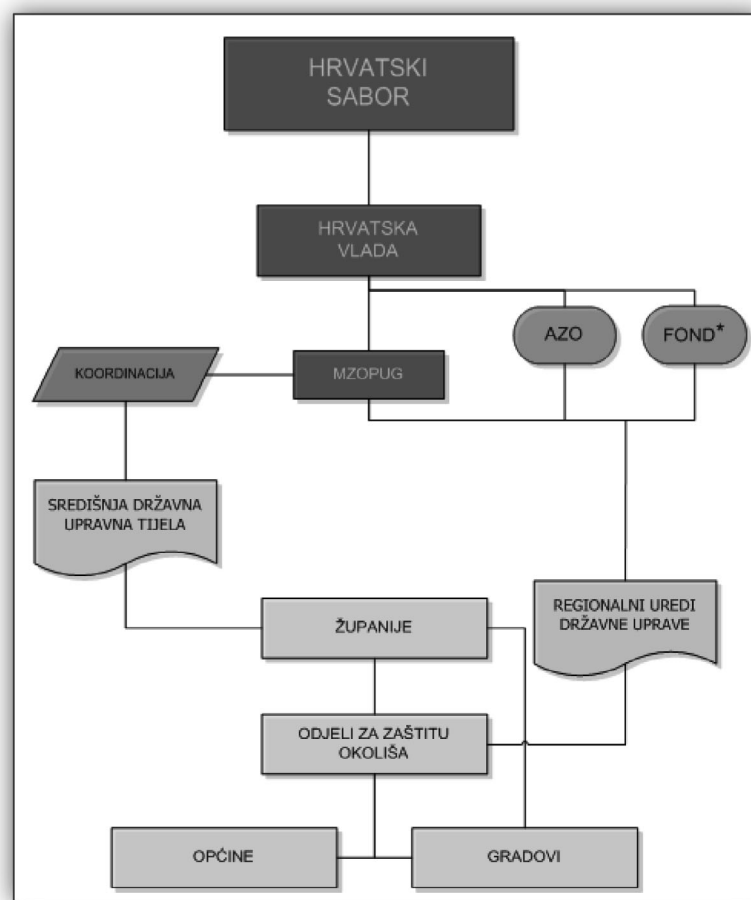 HRVATSKI
SABOR
HRVATSKA
VLADA
AZO
FOND*
KOORDINACIJA
MZOPUG
SREDIŠNJA DRŽAVNA
UPRAVNA TIJELA
REGIONALNI UREDI
DRŽAVNE UPRAVE
ŽUPANIJE
ODJELI ZA ZAŠTITU
OKOLIŠA
OPĆINE
GRADOVI